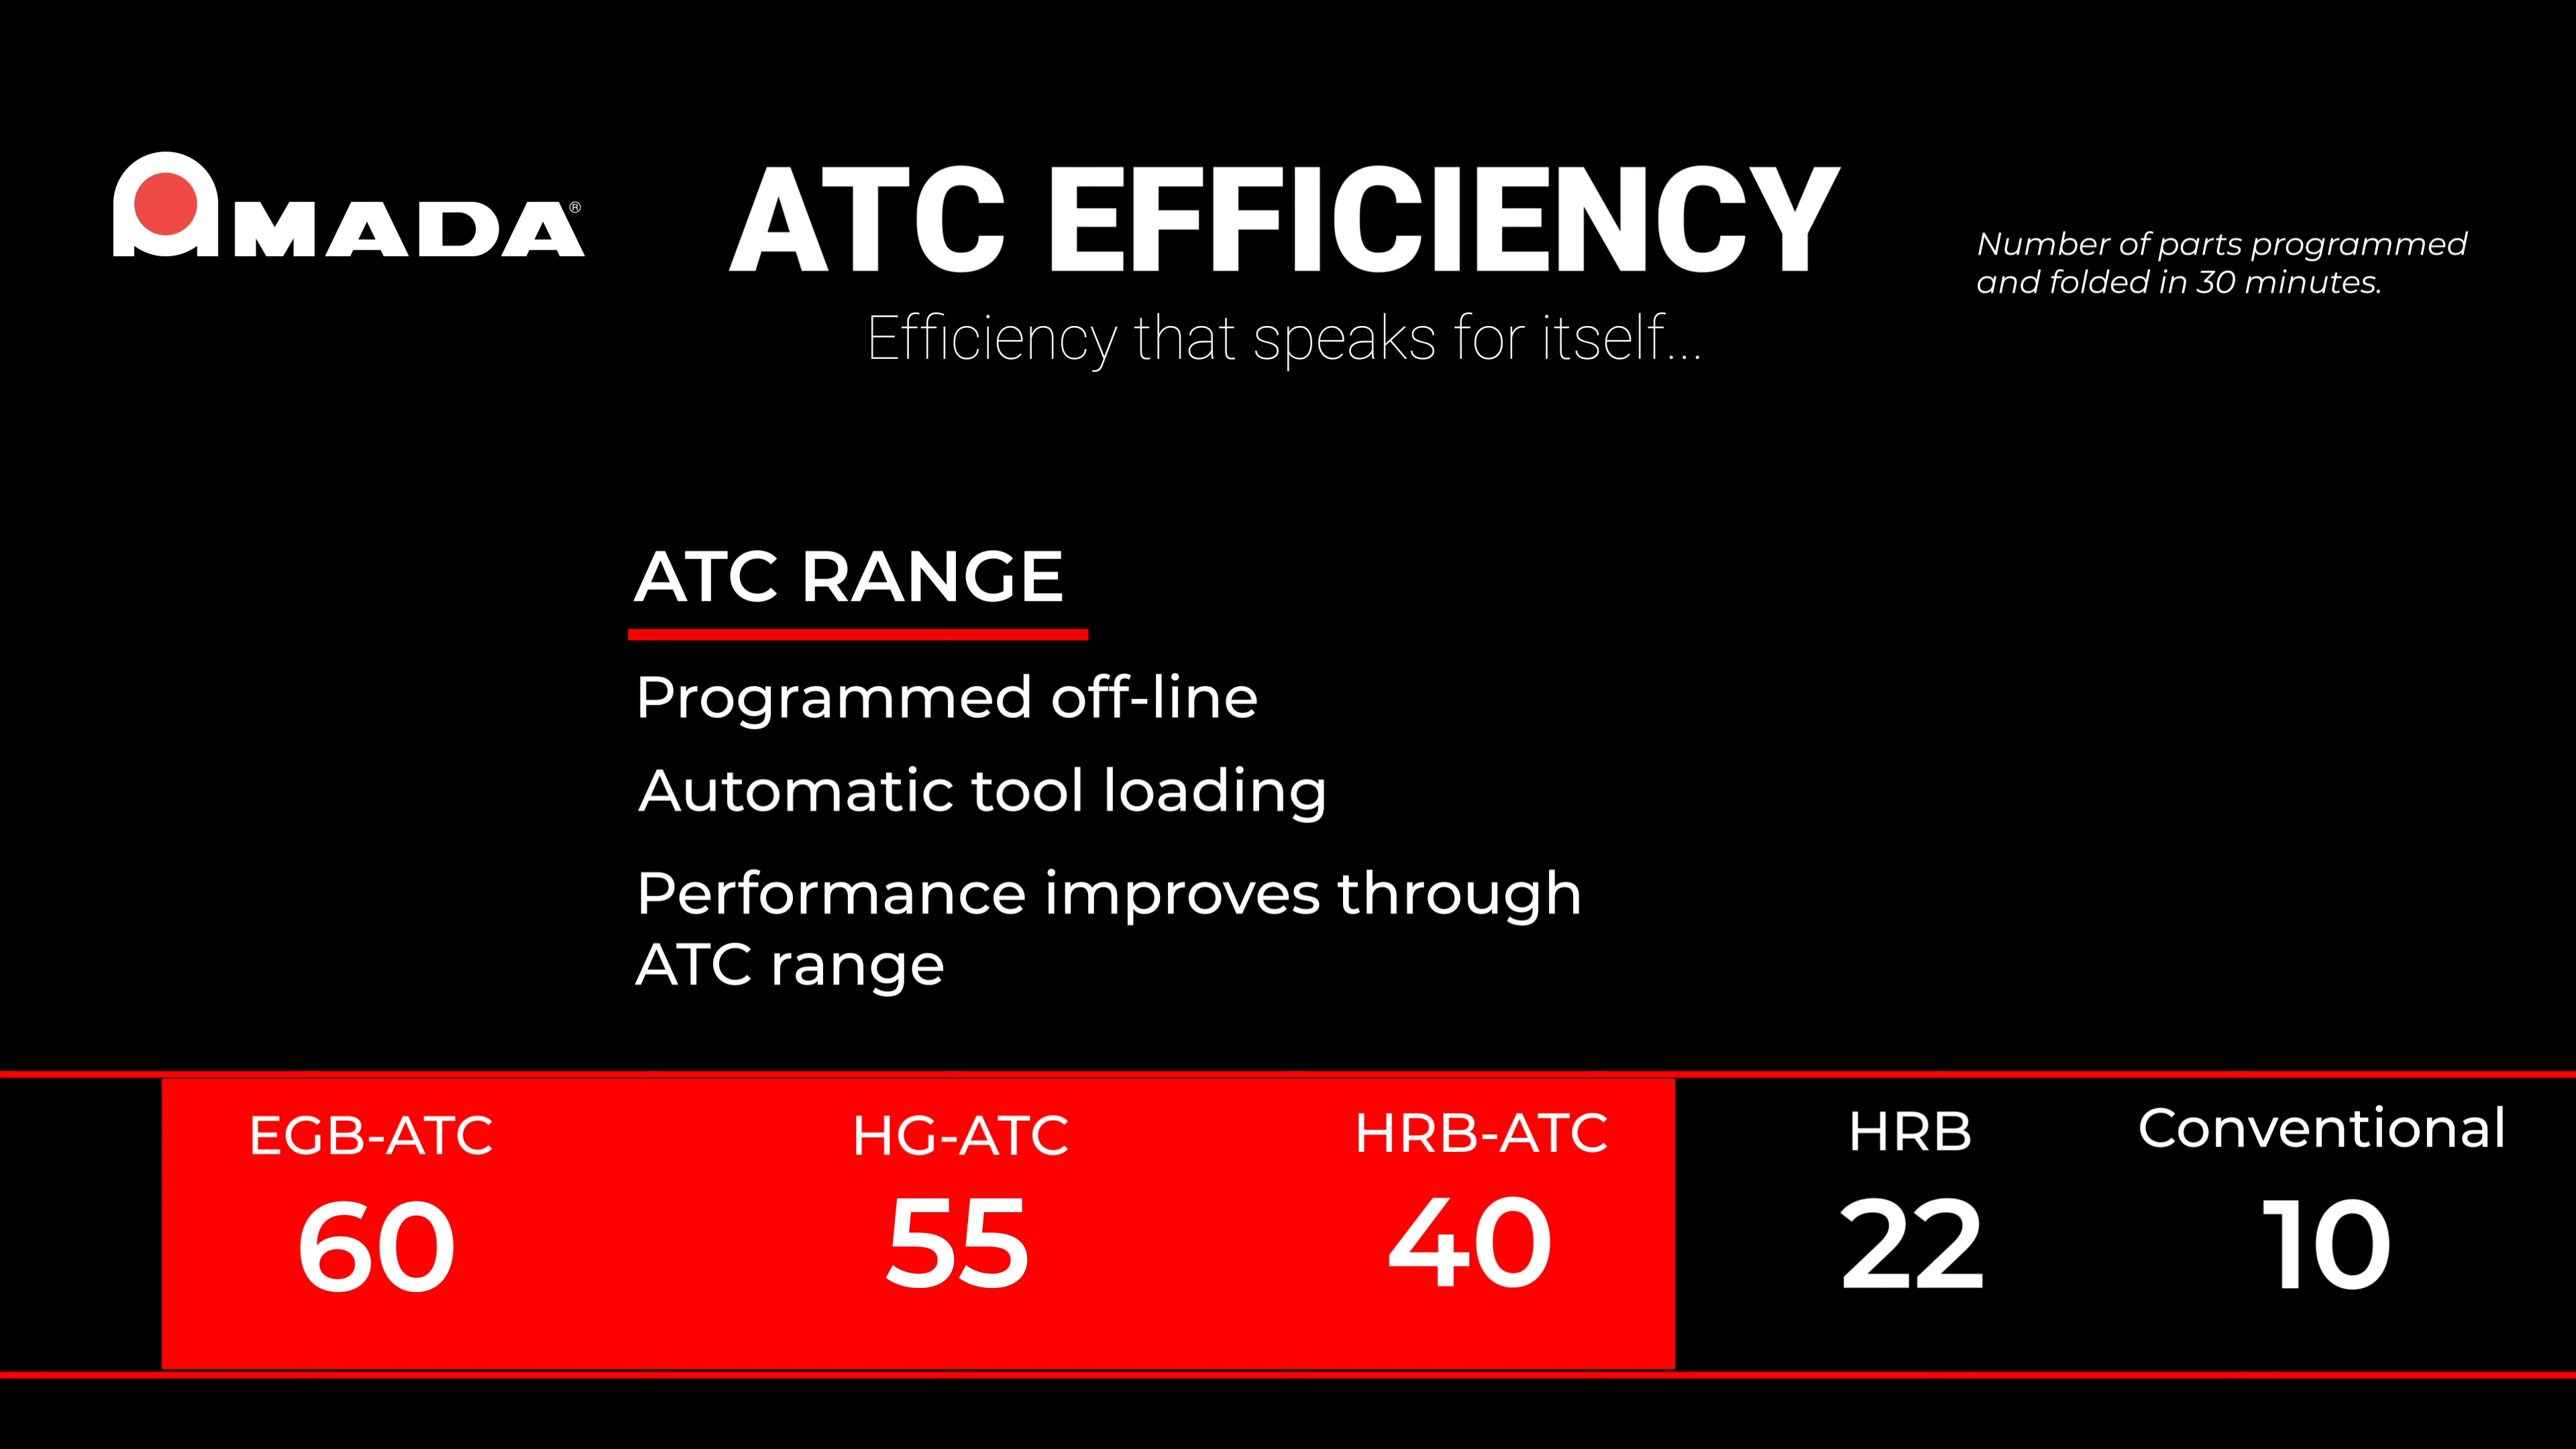 AMADA®
ATC EFFICIENCY
Efficiency that speaks for itself...
Number of parts programmed
and folded in 30 minutes.
ATC RANGE
Programmed off-line
Automatic tool loading
Performance improves through
ATC range
EGB-ATC
60
HG-ATC
55
HRB-ATC
40
HRB
22
Conventional
10